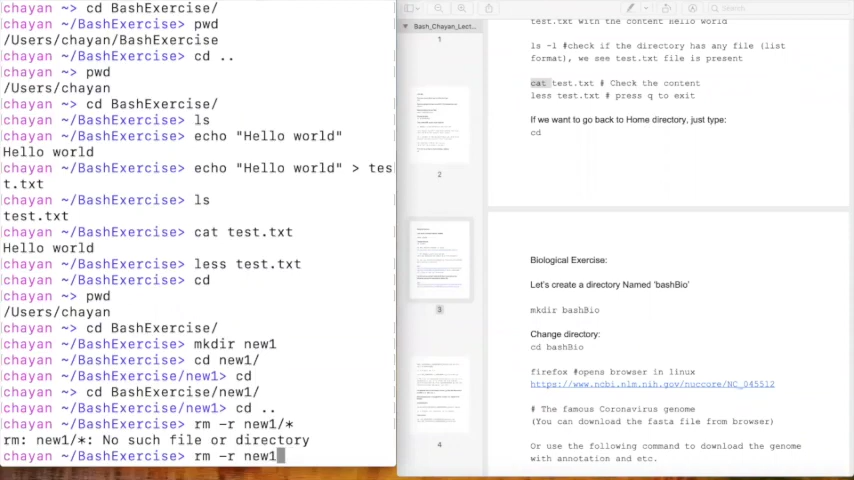 chayan ~> cd BashExercise/
chayan ~/BashExercise> pwd
/Users/chayan/BashExercise
chayan ~/BashExercise> cd ..
chayan ~> pwd
/Users/chayan
chayan ~> cd BashExercise/
chayan ~/BashExercise> ls
chayan ~/BashExercise> echo "Hello world"
Hello world
chayan ~/BashExercise> echo "Hello world" > tes
t.txt
chayan ~/BashExercise> ls
test.txt
chayan ~/BashExercise> cat test.txt
Hello world
chayan ~/BashExercise> less test.txt
chayan ~/BashExercise> cd
chayan ~> pwd
/Users/chayan
chayan ~> cd BashExercise/
chayan ~/BashExercise> mkdir new1
chayan ~/BashExercise> cd new1/
chayan ~/BashExercise/new1> cd
chayan ~> cd BashExercise/new1/
chayan ~/BashExercise/new1> cd ..
chayan ~/BashExercise> rm -r new1/*
rm: new1/*: No such file or directory
chayan ~/BashExercise> rm -r new1
Search
Bash_Chayan_Lect...
1
2
3
4
test.txt with the content Hello world
ls -l #check if the directory has any file (list
format), we see test.txt file is present
cat test.txt # Check the content
less test.txt # press q to exit
If we want to go back to Home directory, just type:
cd
Biological Exercise:
Let's create a directory Named 'bashBio'
mkdir bashBio
Change directory:
cd bashBio
firefox #opens browser in linux
https://www.ncbi.nlm.nih.gov/nuccore/NC_045512
# The famous Coronavirus genome
(You can download the fasta file from browser)
Or use the following command to download the genome
with annotation and etc.